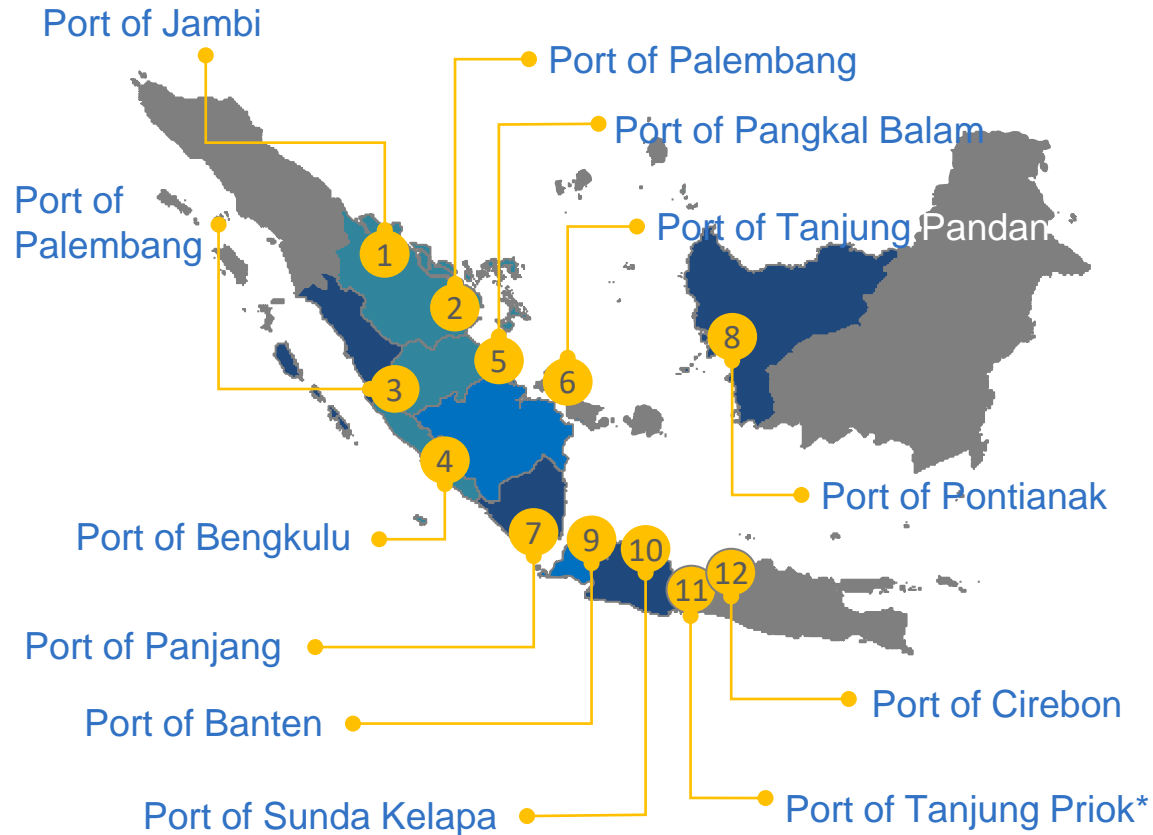 Port of Jambi
Port of Palembang
Port of Pangkal Balam
Port of
Palembang
Port of Tanjung Pandan
1
2
8
5
6
3
4
Port of Pontianak
Port of Bengkulu
7
9
10
12
11
Port of Panjang
Port of Cirebon
Port of Banten
Port of Sunda Kelapa
Port of Tanjung Priok*